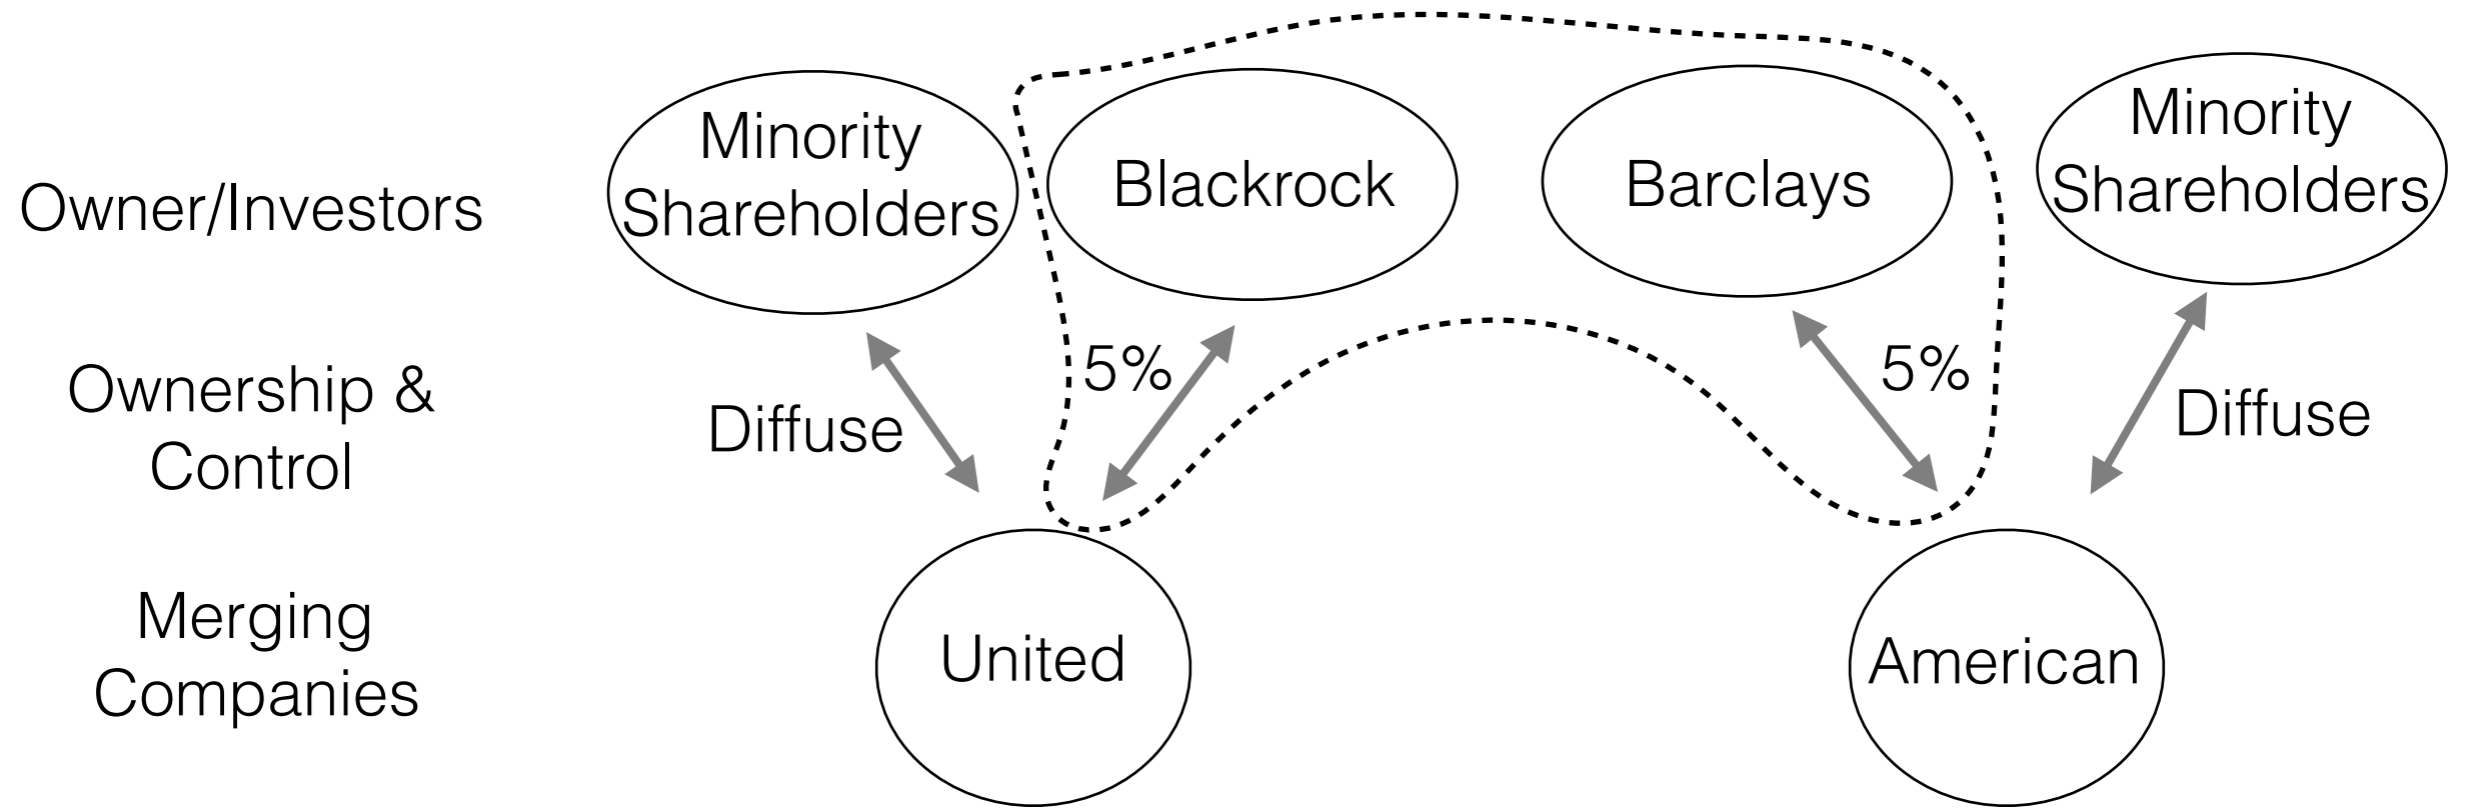 Owner/Investors
Minority
Shareholders
Blackrock
Barclays
Minority
Shareholders
Ownership &
Control
Diffuse
5%
5%
Diffuse
Merging
Companies
United
American